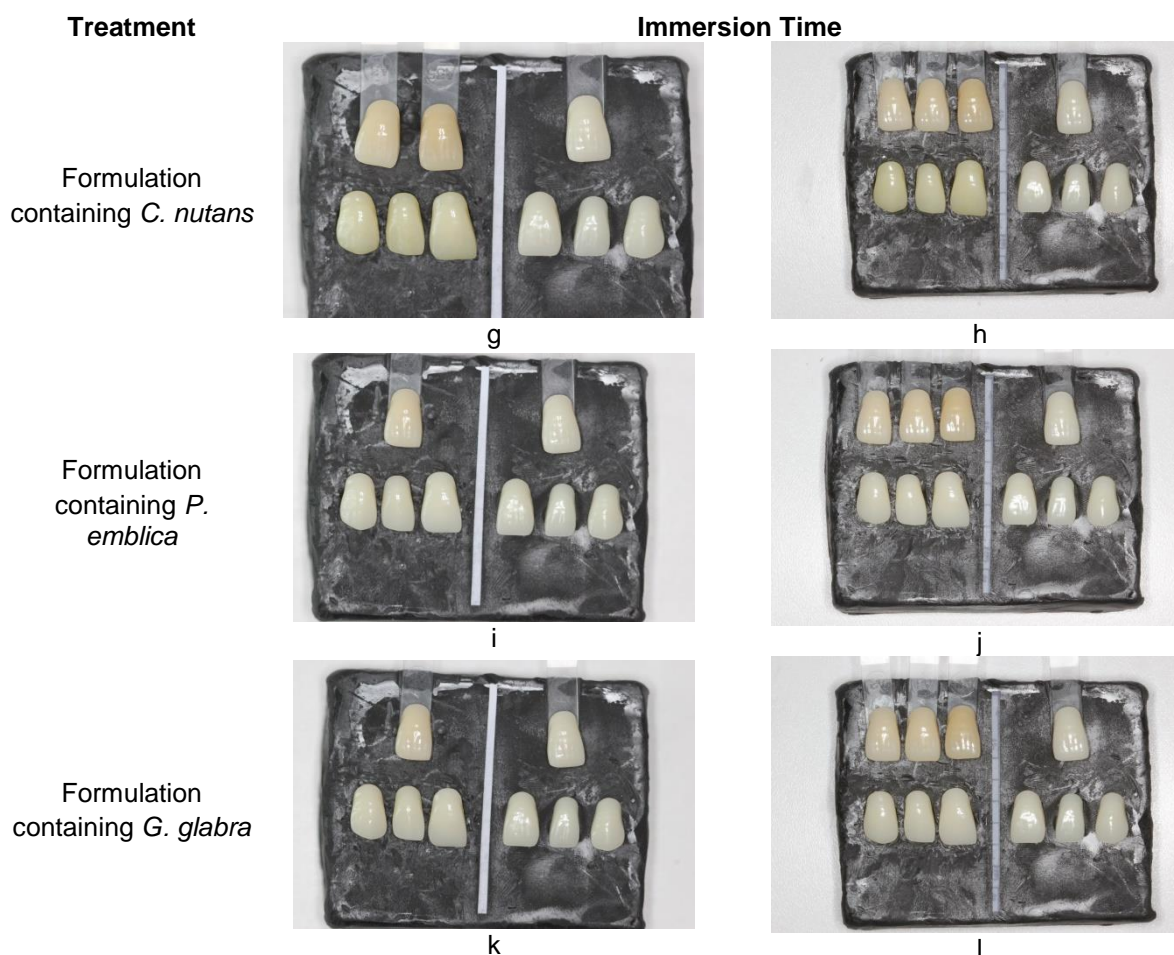 Treatment Immersion Time
Formulation
containing C. nutans
g h
Formulation
containing P.
emblica
i j
Formulation
containing G. glabra
k l